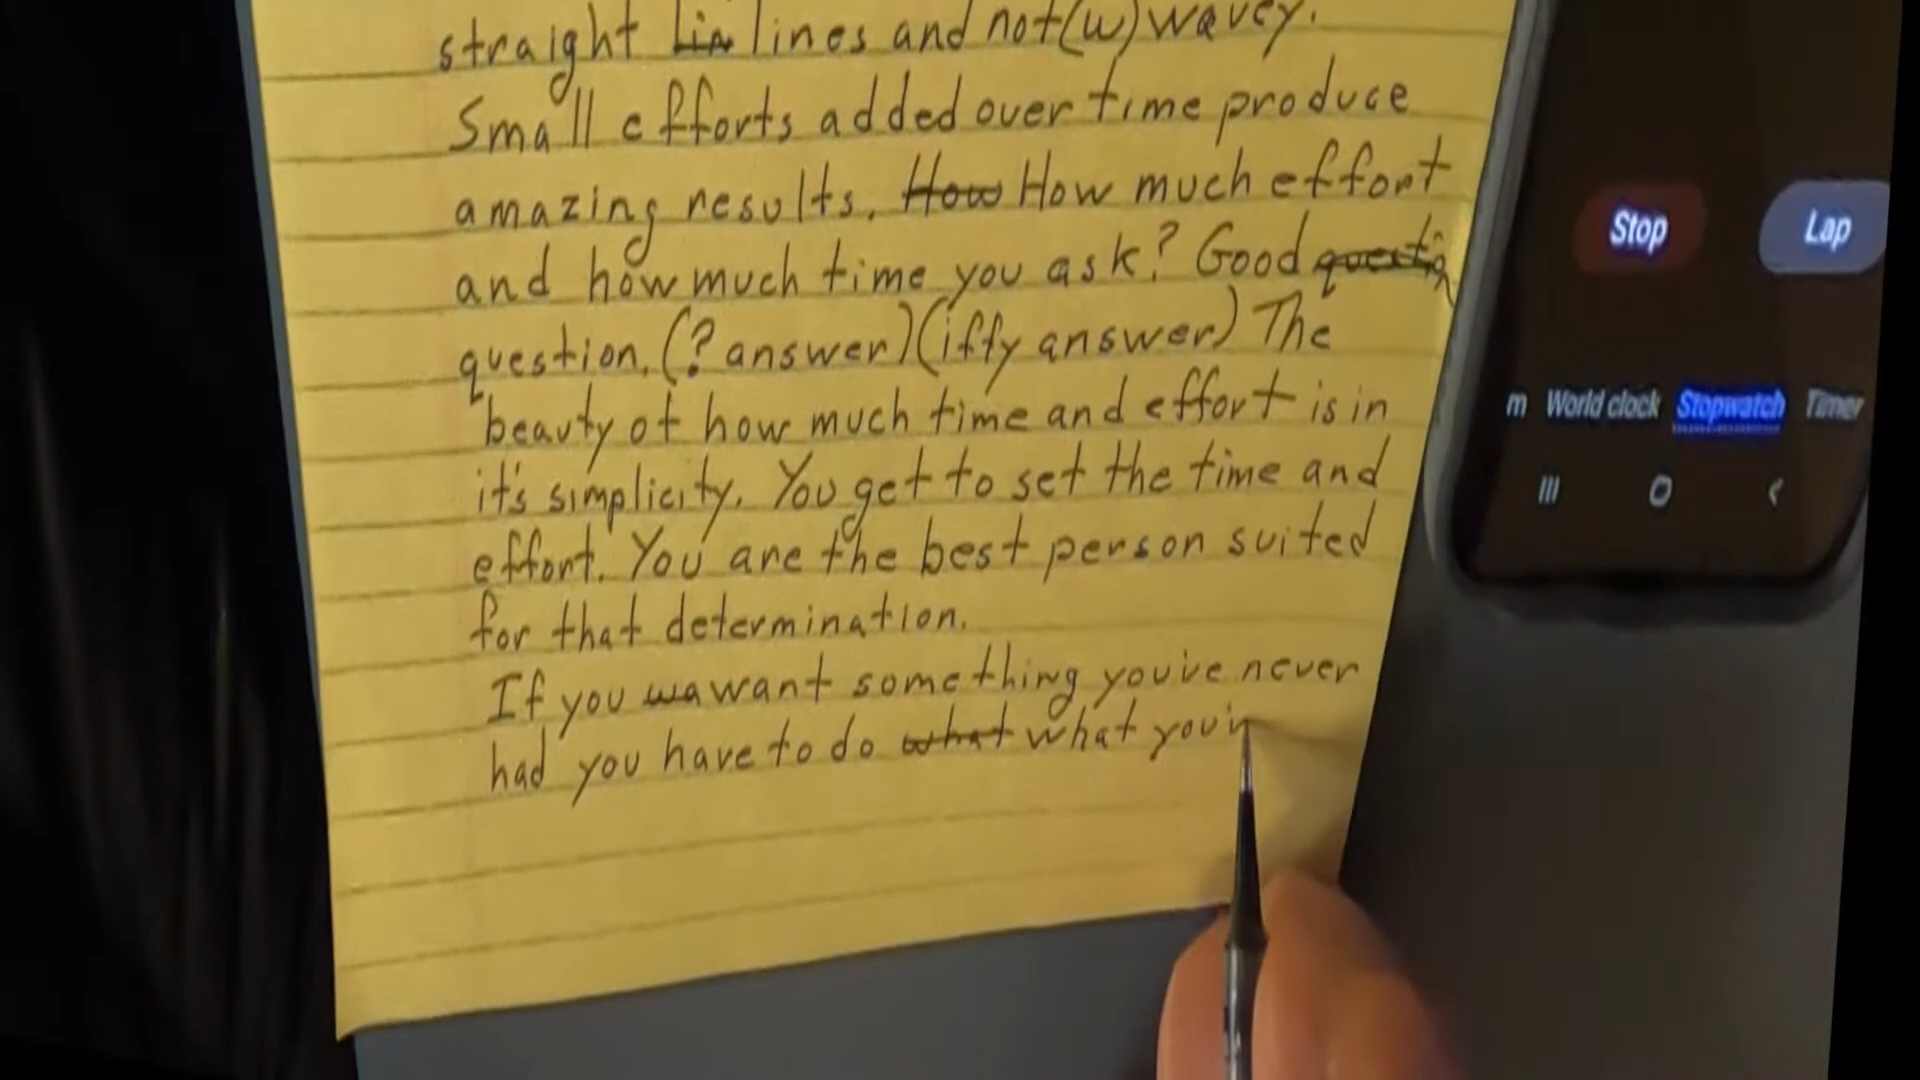 straight lin lines and not(w) wavey.
Small efforts added over time produce
amazing results. How How much effort
and how much time you ask? Good questin
question. (? answer) (iffy answer) The
beauty of how much time and effort is in
it's simplicity. You get to set the time and
effort. You are the best person suited
for that determination.
If you wa want something you've never
had you have to do what what you'v
Stop
Lap
m World clock Stopwatch Timer